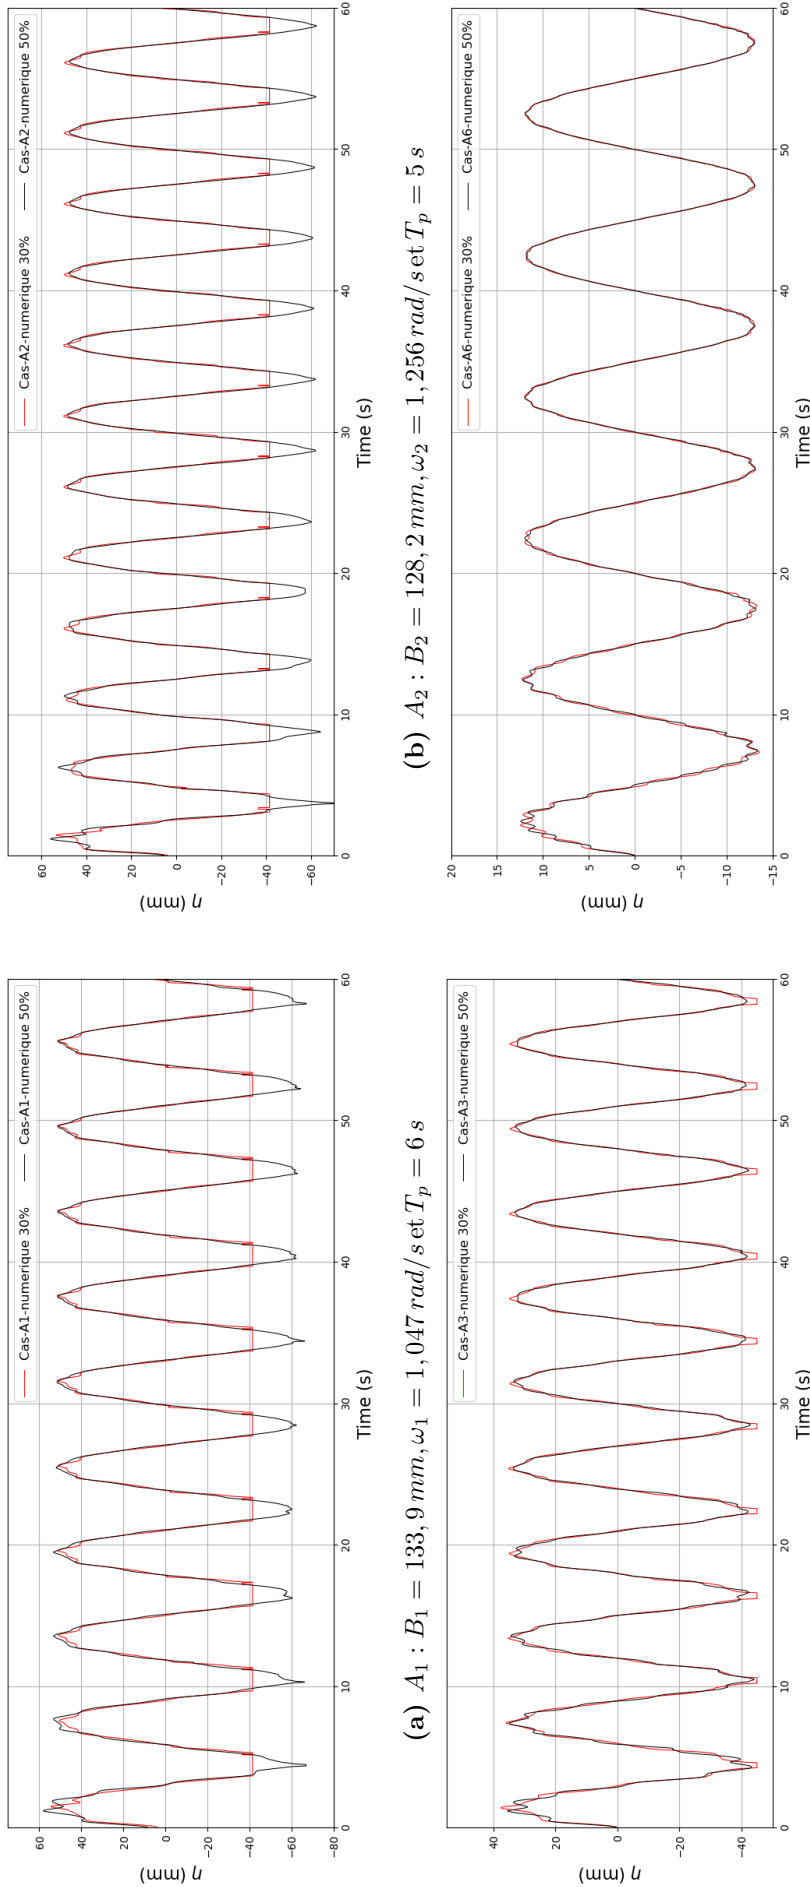 Cas-A1-numerique 30% Cas-A1-numerique 50%
60
40
20
0
−20
−40
−60
−80
η (mm)
0 10 20 30 40 50 60
Time (s)
(a) A₁ : B₁ = 133, 9 mm, ω₁ = 1, 047 rad/s et Tₚ = 6 s
Cas-A2-numerique 30% Cas-A2-numerique 50%
60
40
20
0
−20
−40
−60
η (mm)
0 10 20 30 40 50 60
Time (s)
(b) A₂ : B₂ = 128, 2 mm, ω₂ = 1, 256 rad/s et Tₚ = 5 s
Cas-A3-numerique 30% Cas-A3-numerique 50%
40
20
0
−20
−40
η (mm)
0 10 20 30 40 50 60
Time (s)
Cas-A6-numerique 30% Cas-A6-numerique 50%
20
15
10
5
0
−5
−10
−15
η (mm)
0 10 20 30 40 50 60
Time (s)